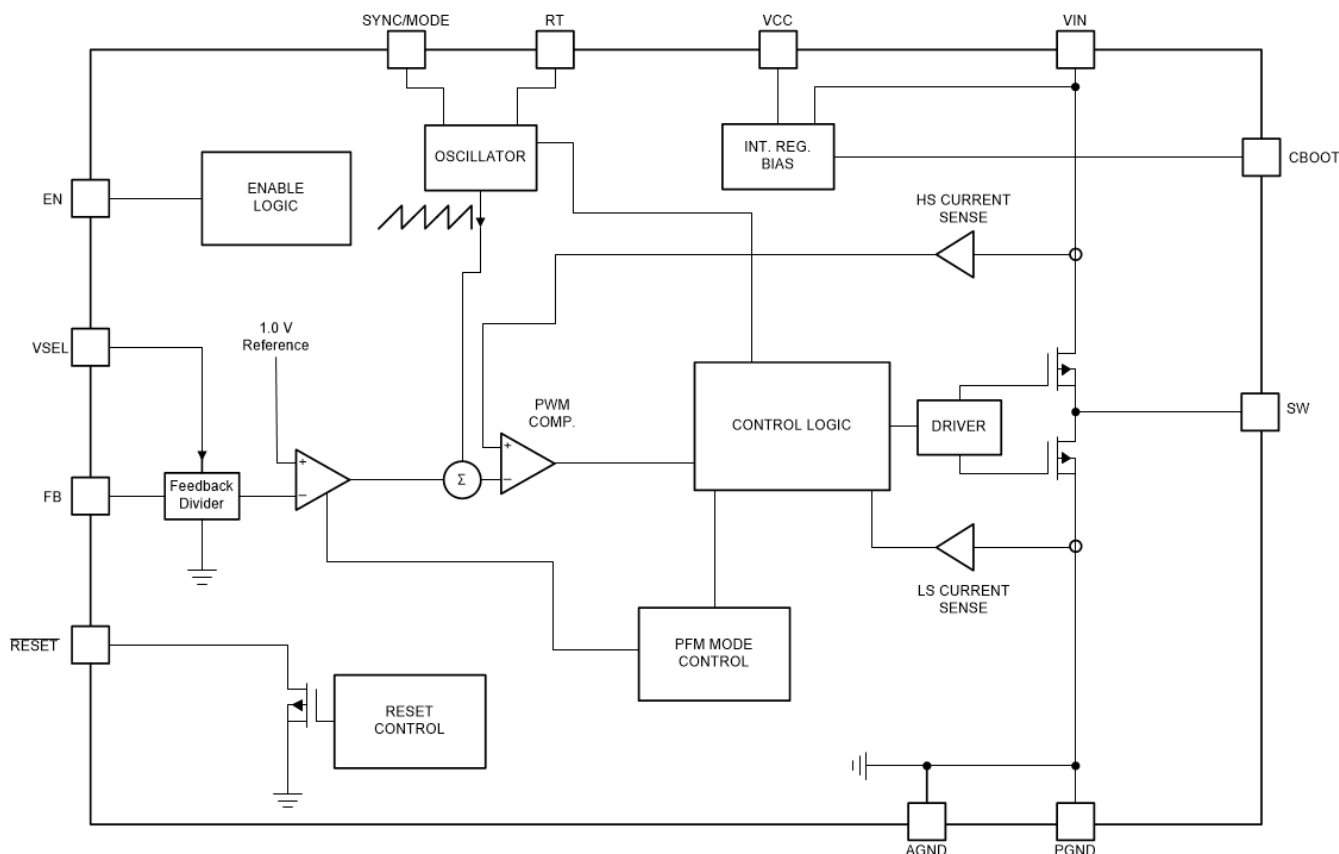 SYNC/MODE
RT
VCC
VIN
OSCILLATOR
INT. REG.
BIAS
CBOOT
EN
ENABLE
LOGIC
HS CURRENT
SENSE
VSEL
1.0 V
Reference
PWM
COMP.
CONTROL LOGIC
DRIVER
SW
+
+
FB
Feedback
Divider
−
Σ
−
LS CURRENT
SENSE
RESET
PFM MODE
CONTROL
RESET
CONTROL
AGND
PGND